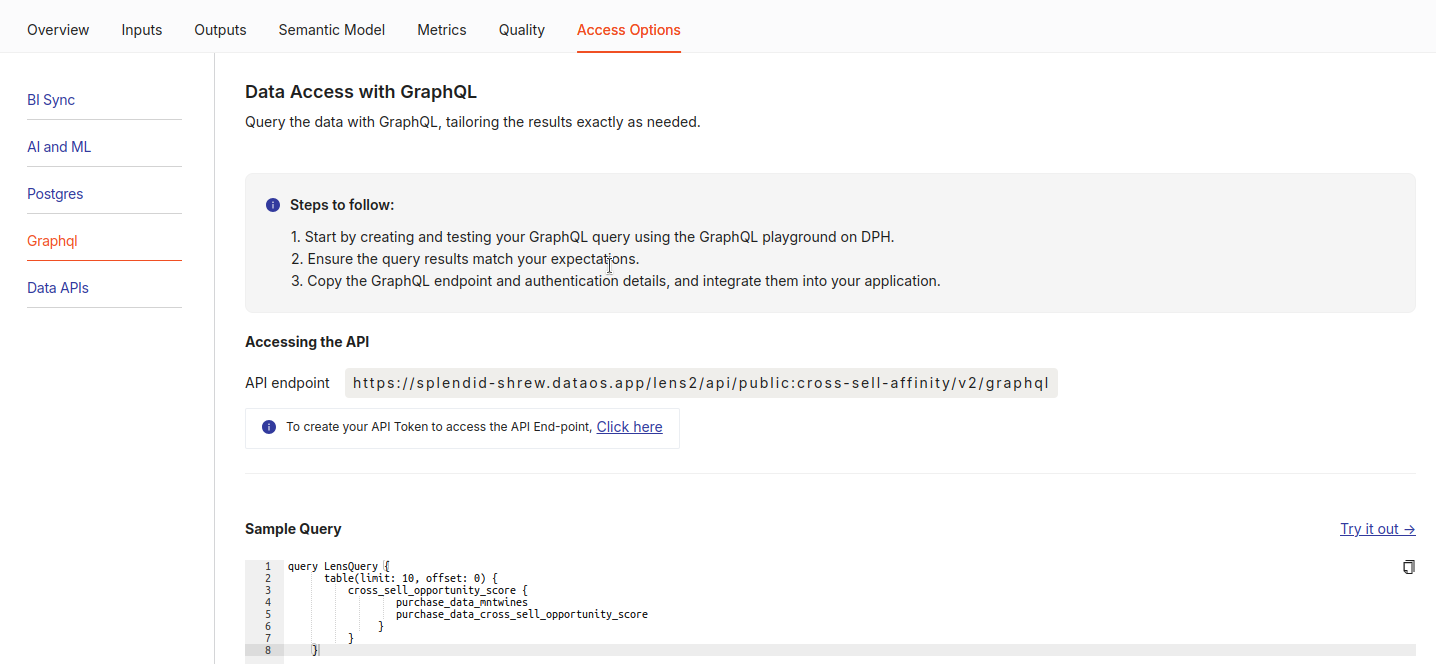 Overview Inputs Outputs Semantic Model Metrics Quality Access Options
BI Sync
AI and ML
Postgres
Graphql
Data APIs
Data Access with GraphQL
Query the data with GraphQL, tailoring the results exactly as needed.
Steps to follow:
1. Start by creating and testing your GraphQL query using the GraphQL playground on DPH.
2. Ensure the query results match your expectations.
3. Copy the GraphQL endpoint and authentication details, and integrate them into your application.
Accessing the API
API endpoint https://splendid-shrew.dataos.app/lens2/api/public:cross-sell-affinity/v2/graphql
To create your API Token to access the API End-point, Click here
Sample Query Try it out →
1 query LensQuery {
2 table(limit: 10, offset: 0) {
3 cross_sell_opportunity_score {
4 purchase_data_mntwines
5 purchase_data_cross_sell_opportunity_score
6 }
7 }
8 }